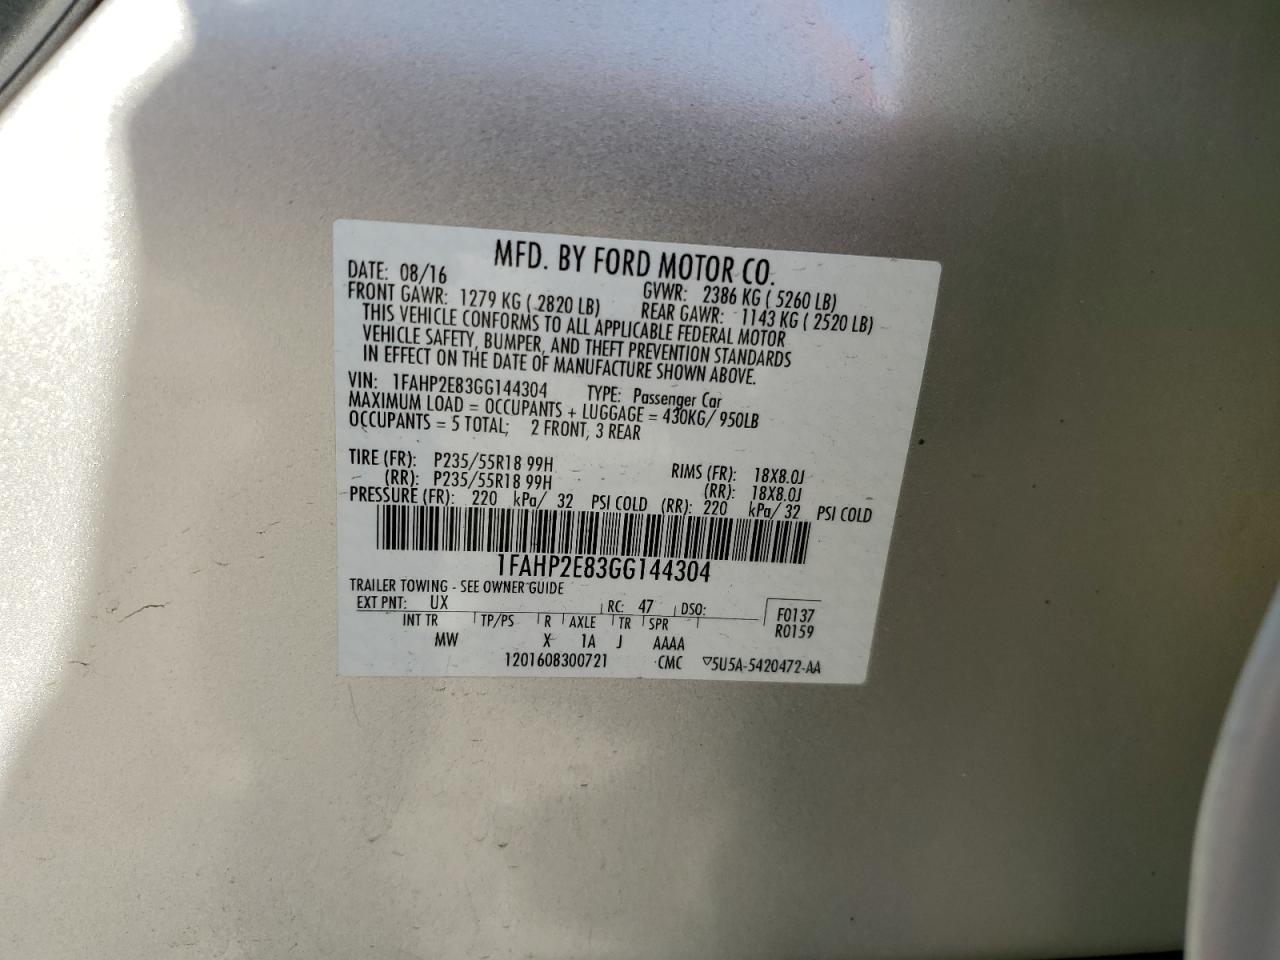 MFD. BY FORD MOTOR CO.
DATE: 08/16 GVWR: 2386 KG ( 5260 LB)
FRONT GAWR: 1279 KG ( 2820 LB) REAR GAWR: 1143 KG ( 2520 LB)
THIS VEHICLE CONFORMS TO ALL APPLICABLE FEDERAL MOTOR
VEHICLE SAFETY, BUMPER, AND THEFT PREVENTION STANDARDS
IN EFFECT ON THE DATE OF MANUFACTURE SHOWN ABOVE.
VIN: 1FAHP2E83GG144304 TYPE: Passenger Car
MAXIMUM LOAD = OCCUPANTS + LUGGAGE = 430KG/ 950LB
OCCUPANTS = 5 TOTAL; 2 FRONT, 3 REAR
TIRE (FR): P235/55R18 99H RIMS (FR): 18X8.0J
(RR): P235/55R18 99H (RR): 18X8.0J
PRESSURE (FR): 220 kPa/ 32 PSI COLD (RR): 220 kPa/ 32 PSI COLD
1FAHP2E83GG144304
TRAILER TOWING - SEE OWNER GUIDE
EXT PNT: UX RC: 47 DSO: F0137
INT TR TP/PS R AXLE TR SPR R0159
MW X 1A J AAAA
1201608300721 CMC ▽5U5A-5420472-AA